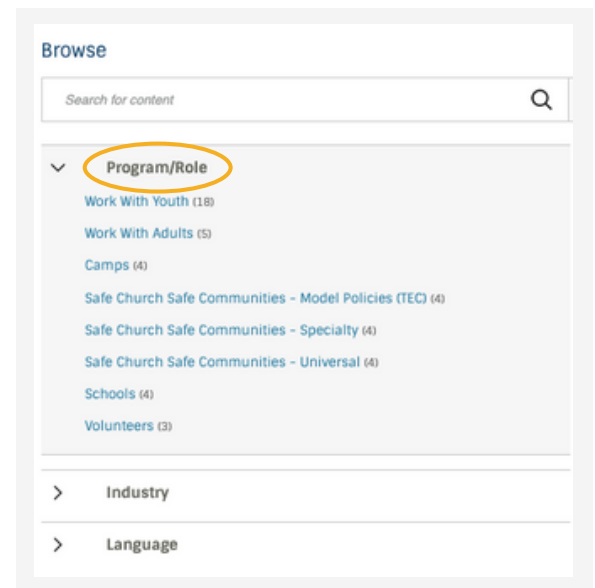 Browse
Search for content
Program/Role
Work With Youth (18)
Work With Adults (5)
Camps (4)
Safe Church Safe Communities - Model Policies (TEC) (4)
Safe Church Safe Communities - Specialty (4)
Safe Church Safe Communities - Universal (4)
Schools (4)
Volunteers (3)
Industry
Language